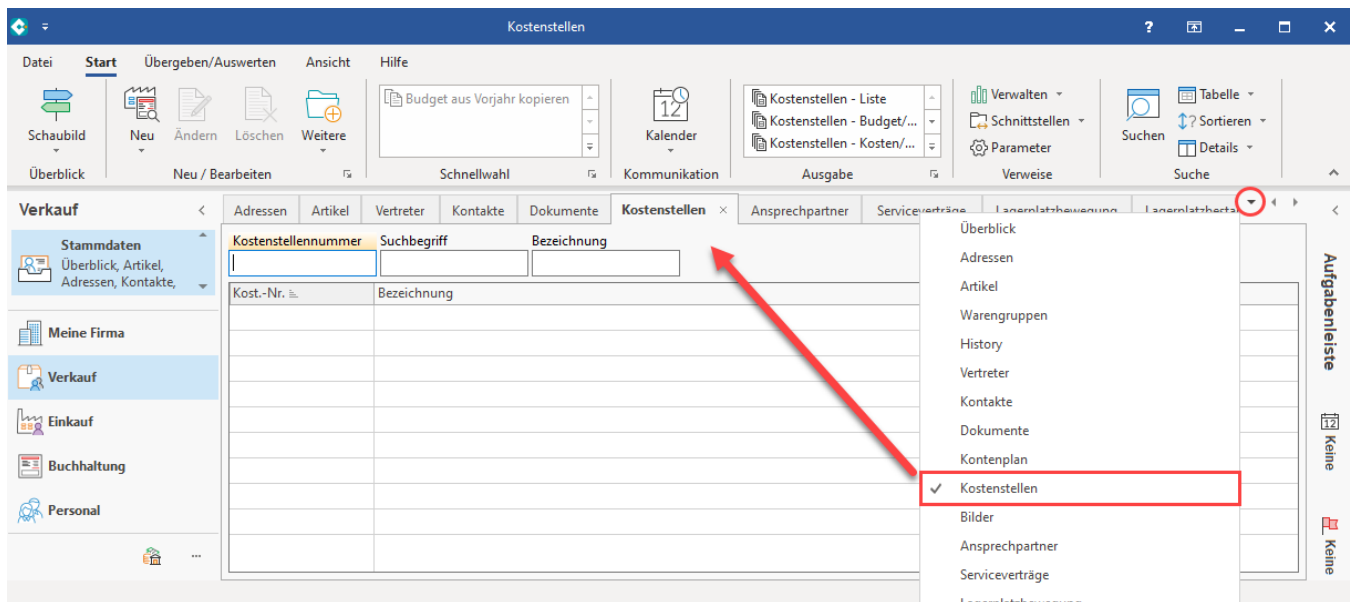 Kostenstellen
?
Datei Start Übergeben/Auswerten Ansicht Hilfe
Schaubild
Neu
Ändern
Löschen
Weitere
Budget aus Vorjahr kopieren
12
Kalender
Kostenstellen - Liste
Kostenstellen - Budget/...
Kostenstellen - Kosten/...
Verwalten
Schnittstellen
Parameter
Suchen
Tabelle
Sortieren
Details
Überblick Neu / Bearbeiten Schnellwahl Kommunikation Ausgabe Verweise Suche
Verkauf
Stammdaten
Überblick, Artikel,
Adressen, Kontakte,
Meine Firma
Verkauf
Einkauf
Buchhaltung
Personal
...
Adressen Artikel Vertreter Kontakte Dokumente Kostenstellen × Ansprechpartner Serviceverträge Lagerplatzbewegung
Kostenstellennummer Suchbegriff Bezeichnung
Kost.-Nr. Bezeichnung
Überblick
Adressen
Artikel
Warengruppen
History
Vertreter
Kontakte
Dokumente
Kontenplan
Kostenstellen
Bilder
Ansprechpartner
Serviceverträge
Lagerplatzbewegung
Aufgabenleiste
12
Keine
Keine